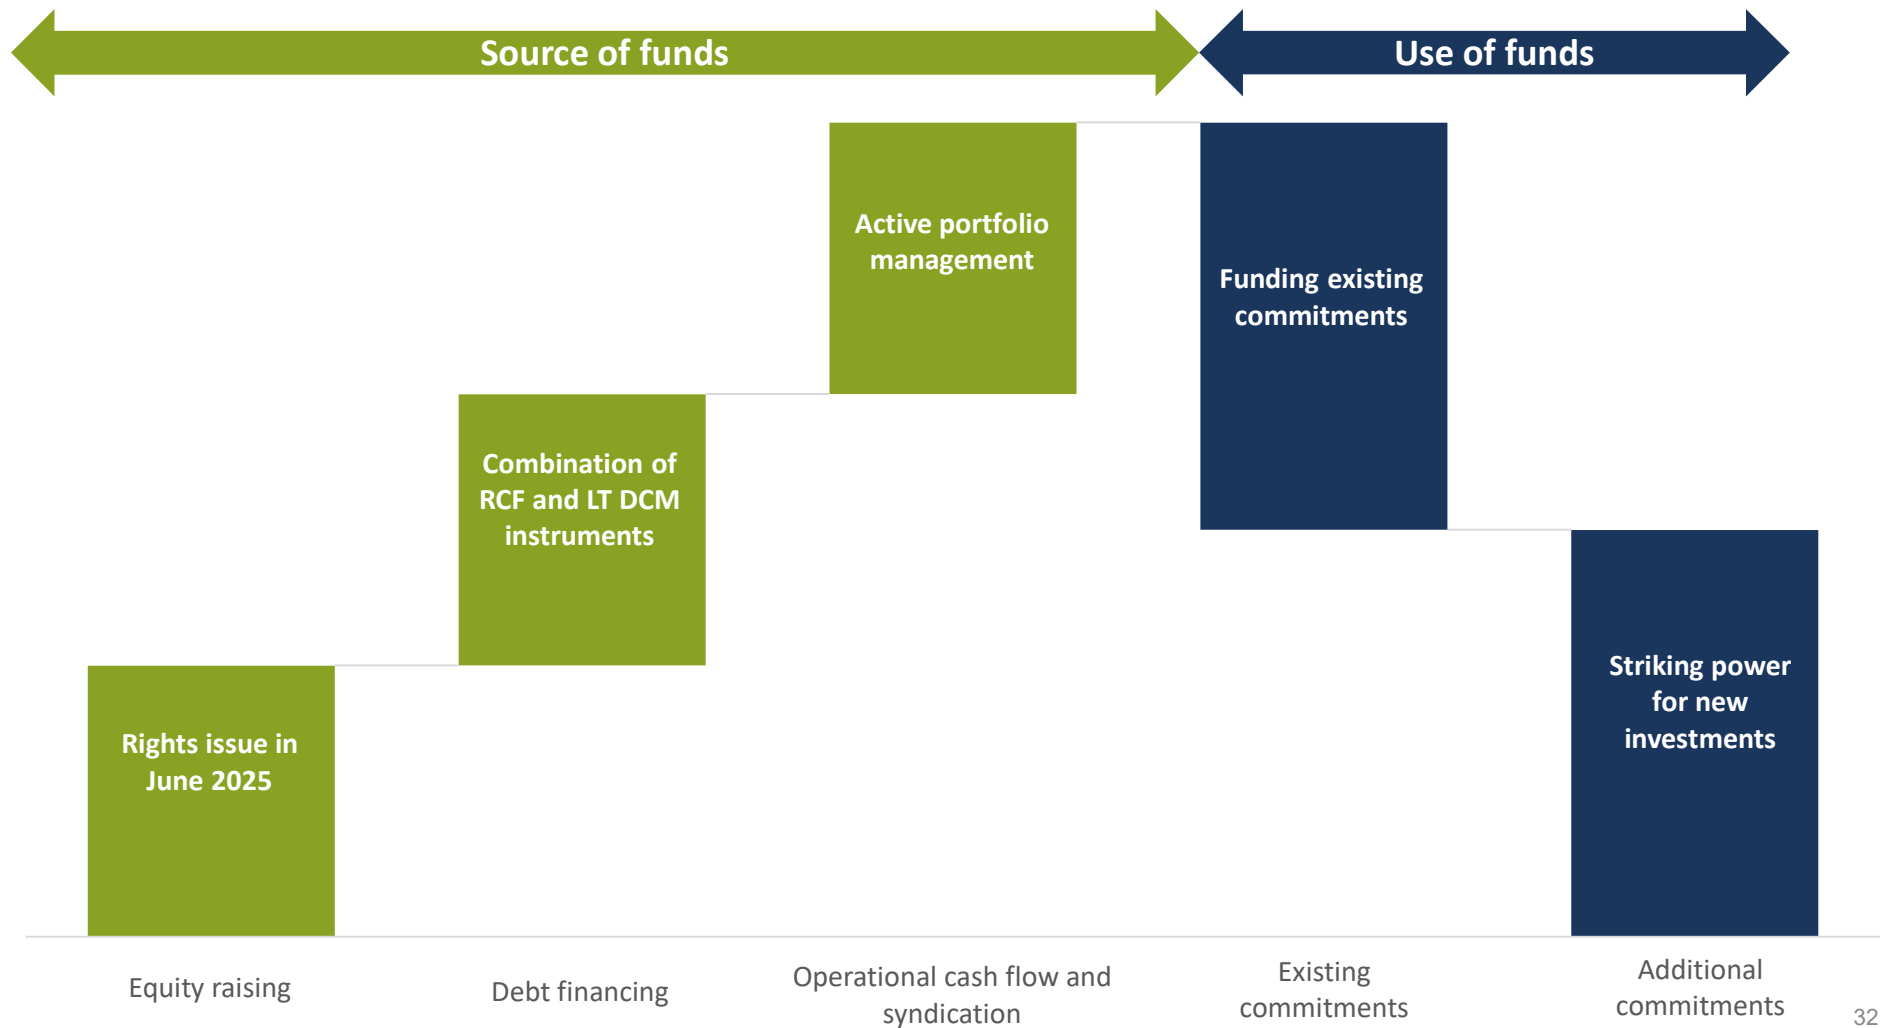 Source of funds
Use of funds
Active portfolio
management
Funding existing
commitments
Combination of
RCF and LT DCM
instruments
Striking power
for new
investments
Rights issue in
June 2025
Equity raising
Debt financing
Operational cash flow and
syndication
Existing
commitments
Additional
commitments
32